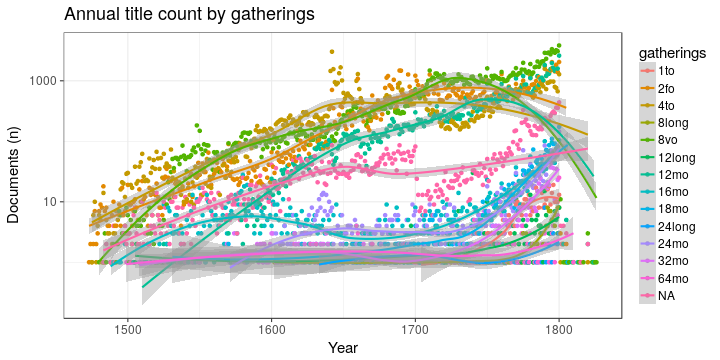 Annual title count by gatherings
Documents (n)
1000
10
1500
1600
1700
1800
Year
gatherings
1to
2fo
4to
8long
8vo
12long
12mo
16mo
18mo
24long
24mo
32mo
64mo
NA